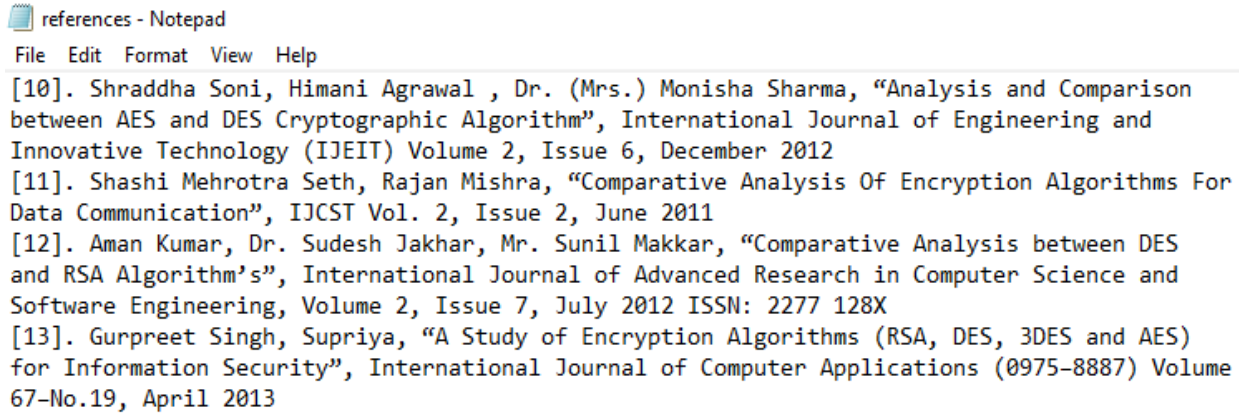 references - Notepad
File Edit Format View Help
[10]. Shraddha Soni, Himani Agrawal , Dr. (Mrs.) Monisha Sharma, “Analysis and Comparison
between AES and DES Cryptographic Algorithm”, International Journal of Engineering and
Innovative Technology (IJEIT) Volume 2, Issue 6, December 2012
[11]. Shashi Mehrotra Seth, Rajan Mishra, “Comparative Analysis Of Encryption Algorithms For
Data Communication”, IJCST Vol. 2, Issue 2, June 2011
[12]. Aman Kumar, Dr. Sudesh Jakhar, Mr. Sunil Makkar, “Comparative Analysis between DES
and RSA Algorithm’s”, International Journal of Advanced Research in Computer Science and
Software Engineering, Volume 2, Issue 7, July 2012 ISSN: 2277 128X
[13]. Gurpreet Singh, Supriya, “A Study of Encryption Algorithms (RSA, DES, 3DES and AES)
for Information Security”, International Journal of Computer Applications (0975–8887) Volume
67–No.19, April 2013